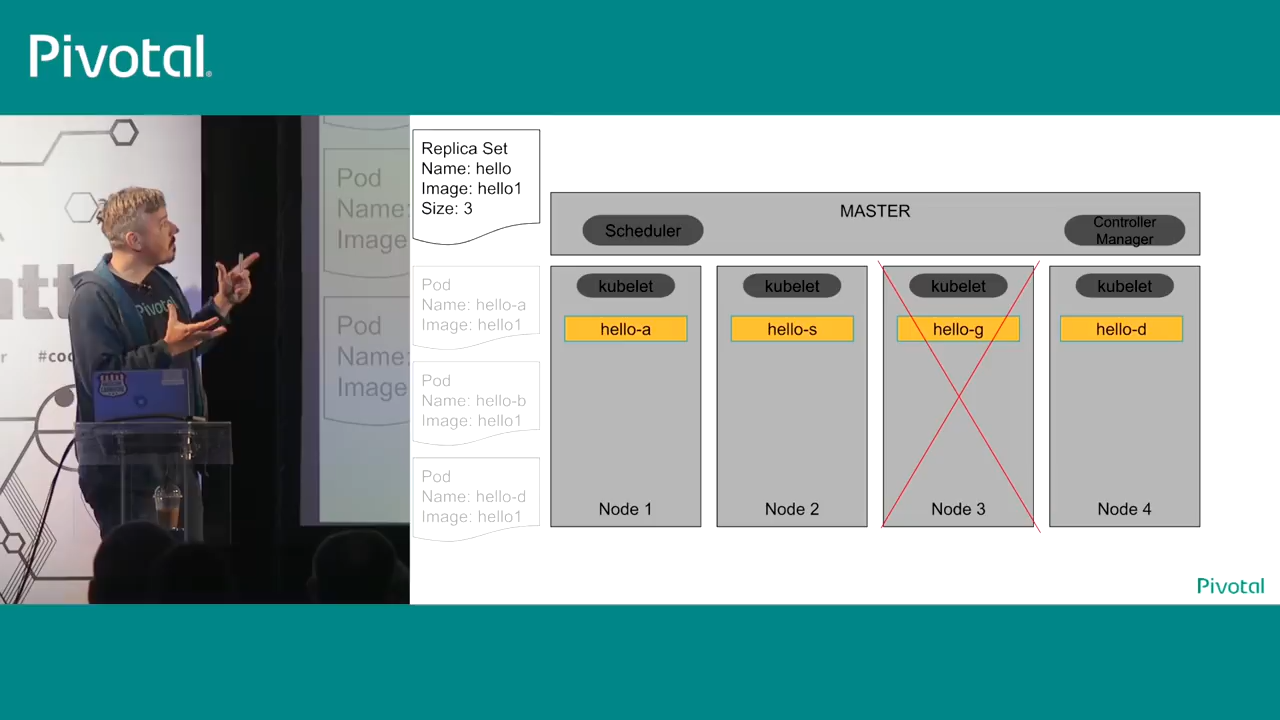 Pivotal
Pod
Name:
Image:
Pod
Name:
Image:
Pivotal
#coo
Replica Set
Name: hello
Image: hello1
Size: 3
MASTER
Scheduler
Controller
Manager
Pod
Name: hello-a
Image: hello1
Pod
Name: hello-b
Image: hello1
Pod
Name: hello-d
Image: hello1
kubelet
hello-a
Node 1
kubelet
hello-s
Node 2
kubelet
hello-g
Node 3
kubelet
hello-d
Node 4
Pivotal